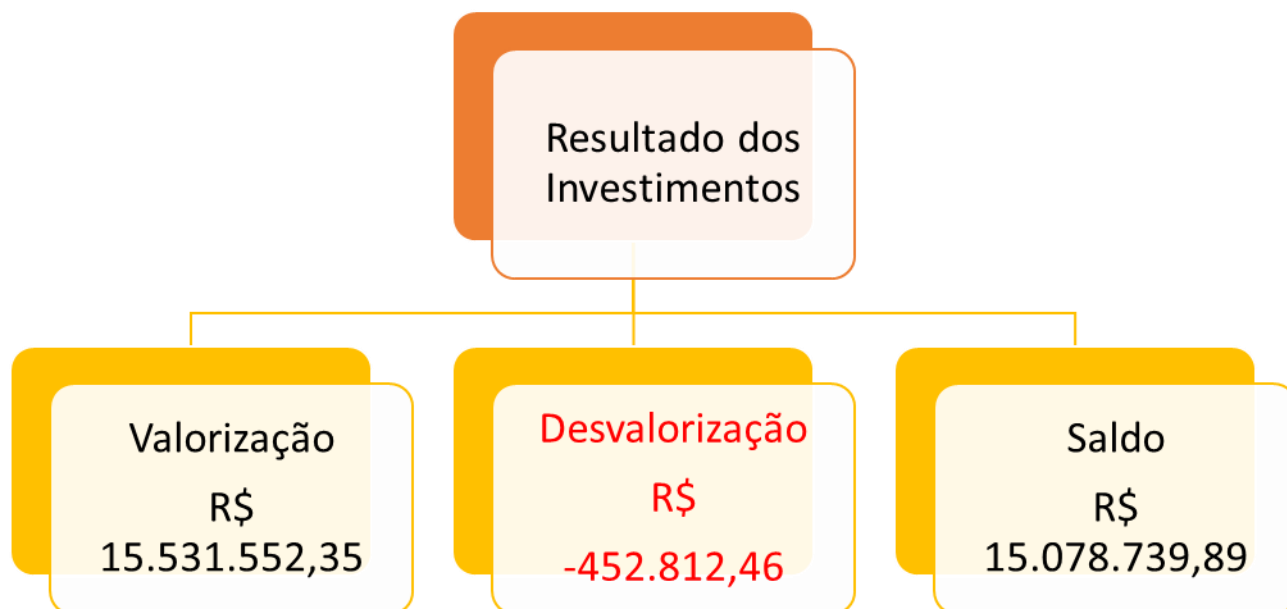 Resultado dos
Investimentos
Valorização
R$
15.531.552,35
Desvalorização
R$
-452.812,46
Saldo
R$
15.078.739,89